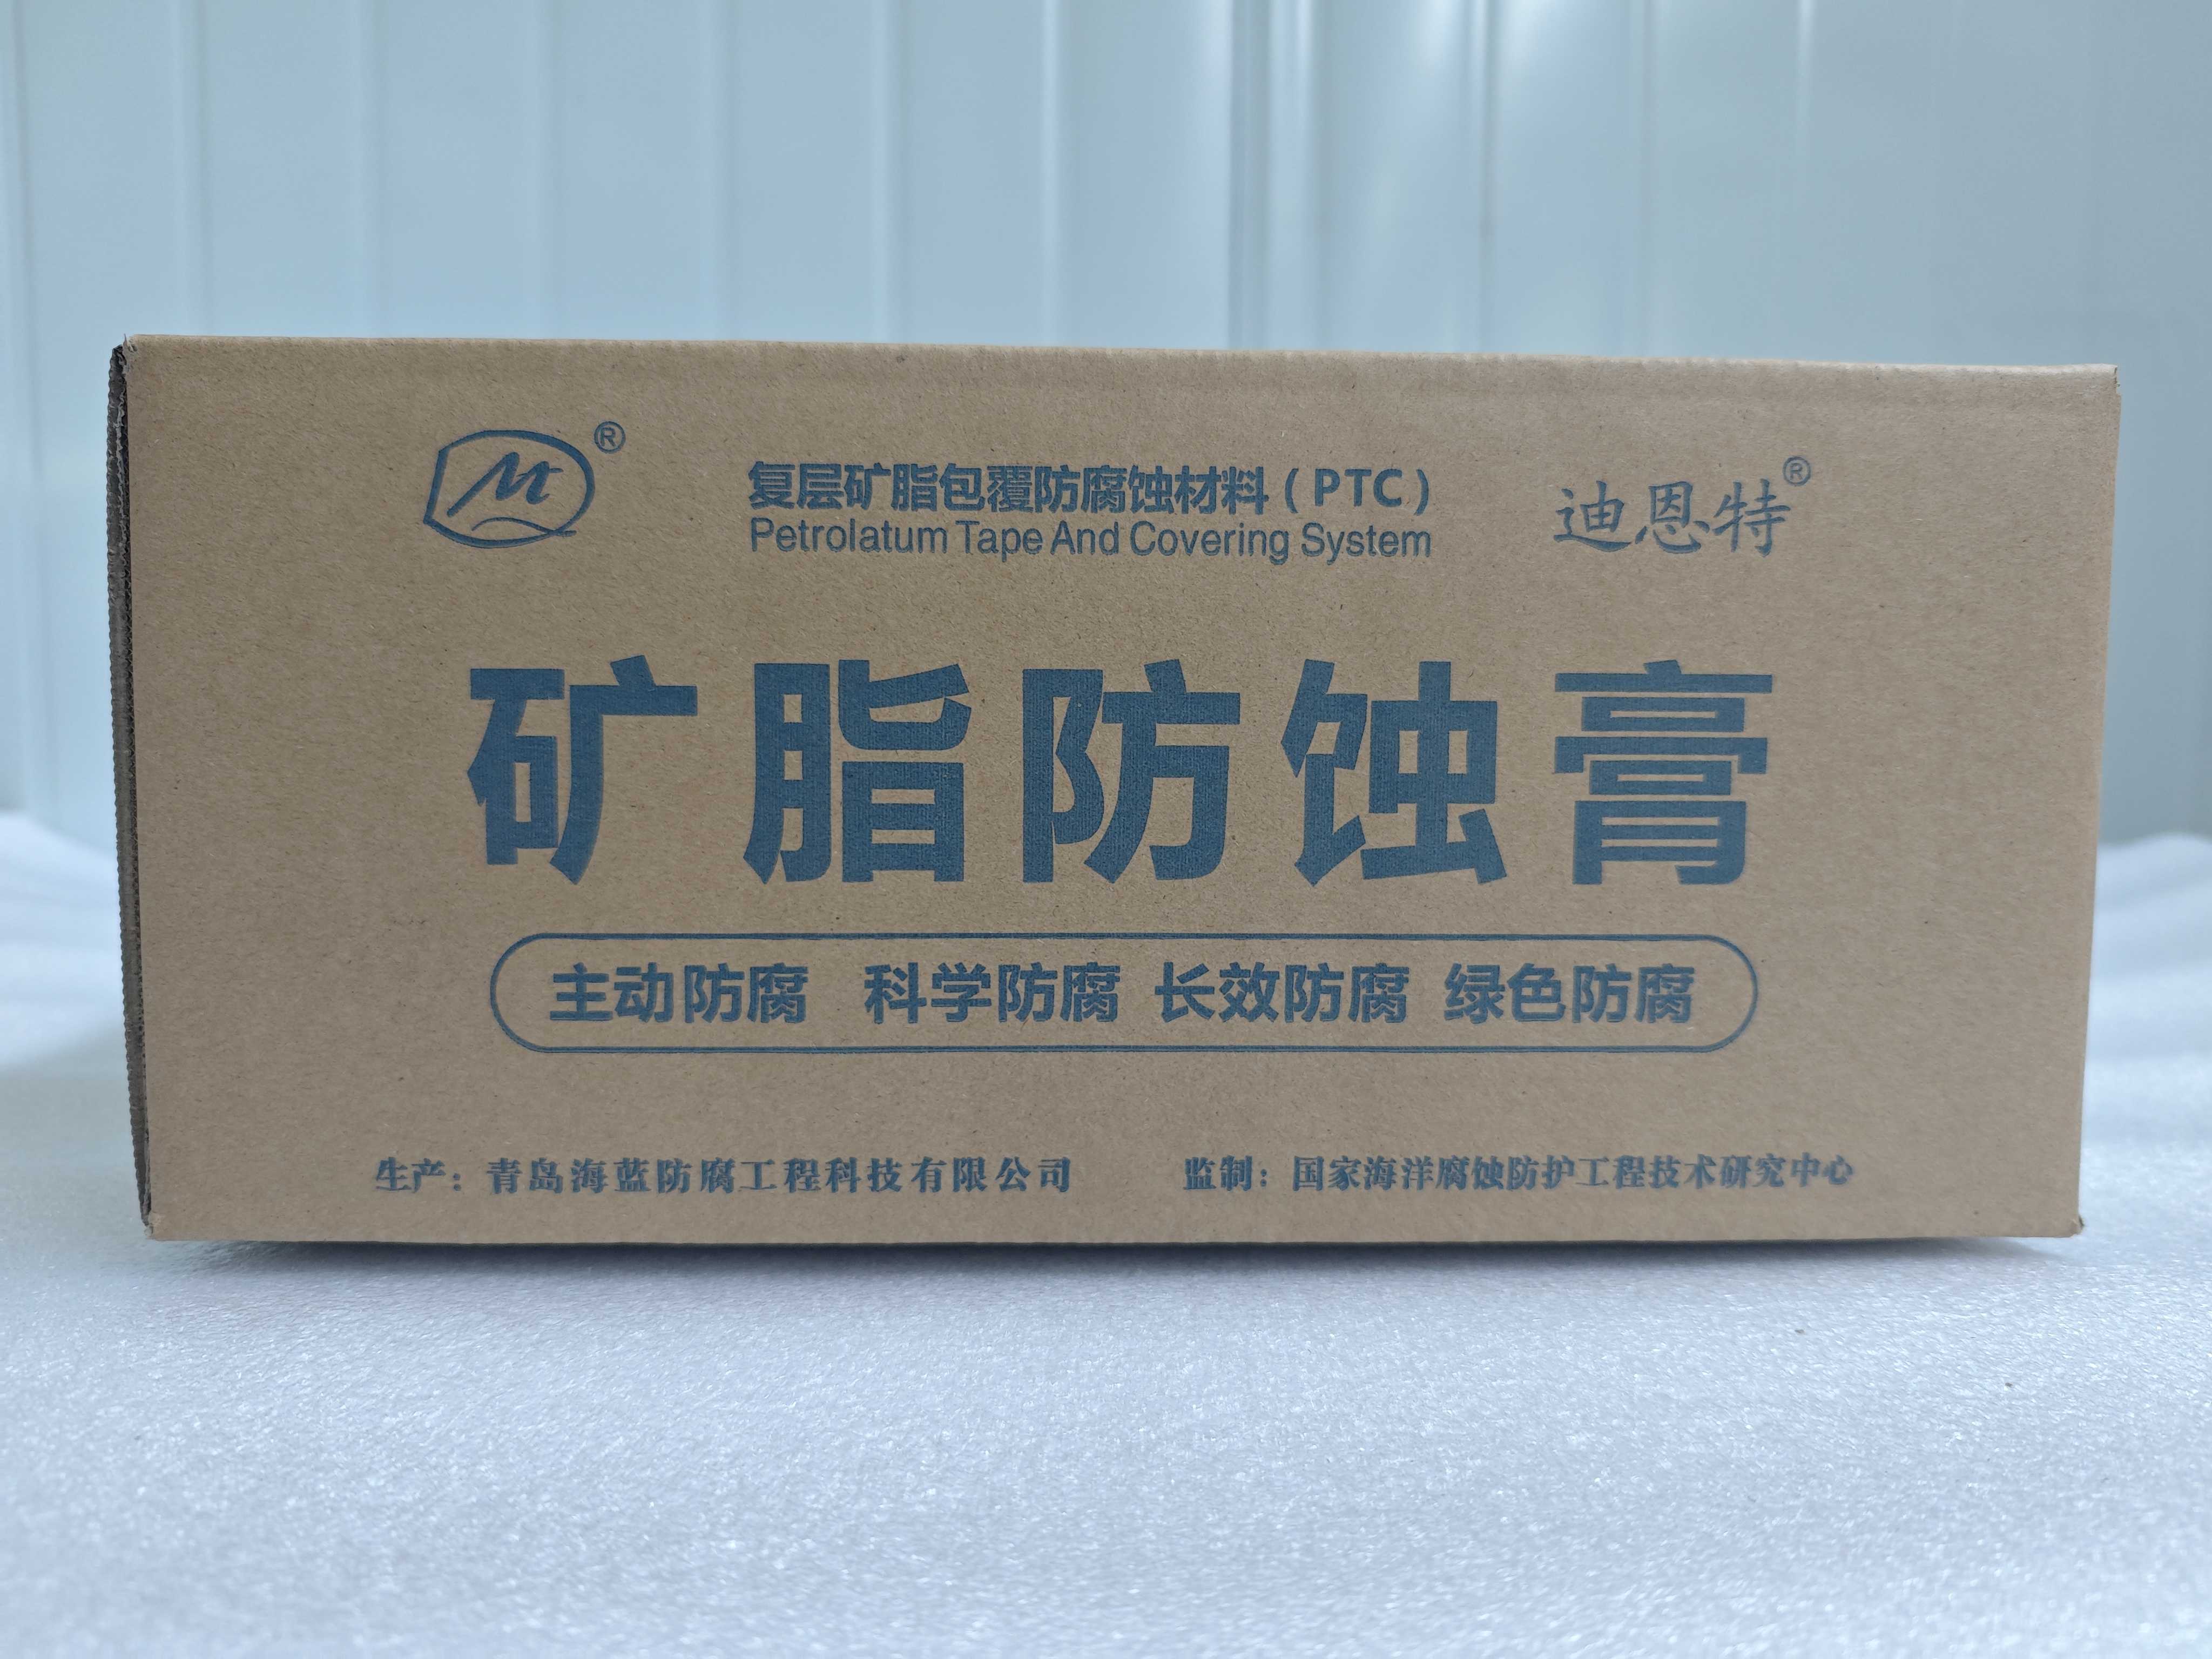 M ®
复层矿脂包覆防腐蚀材料（PTC）
Petrolatum Tape And Covering System
迪恩特®
矿脂防蚀膏
主动防腐 科学防腐 长效防腐 绿色防腐
生产：青岛海蓝防腐工程科技有限公司
监制：国家海洋腐蚀防护工程技术研究中心